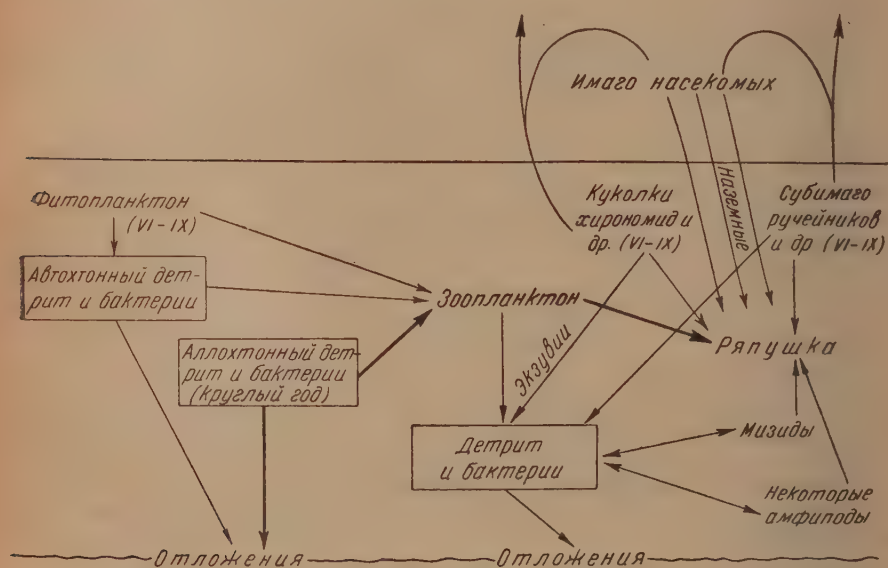 Имаго насекомых
Фитопланктон
(VI–IX)
Автохтонный дет-
рит и бактерии
Аллохтонный дет-
рит и бактерии
(круглый год)
Зоопланктон
Куколки
хирономид и
др. (VI–IX)
Наземные
Субимаго
ручейников
и др (VI–IX)
Экзувии
Ряпушка
Детрит
и бактерии
Мизиды
Некоторые
амфиподы
Отложения
Отложения